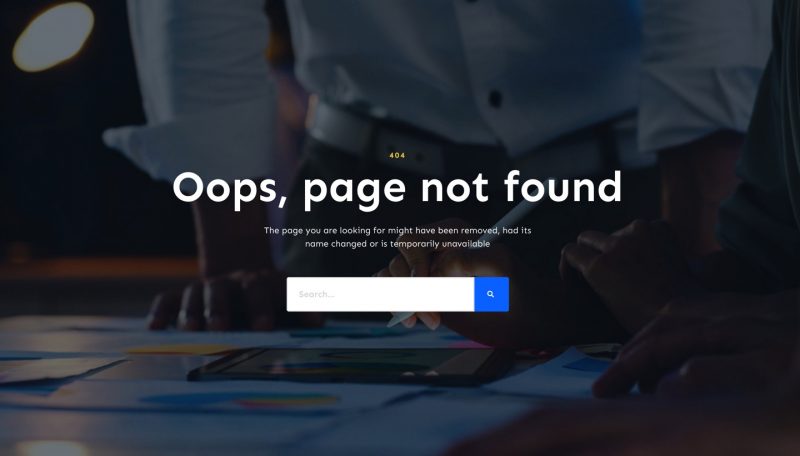 404
Oops, page not found
The page you are looking for might have been removed, had its
name changed or is temporarily unavailable
Search...